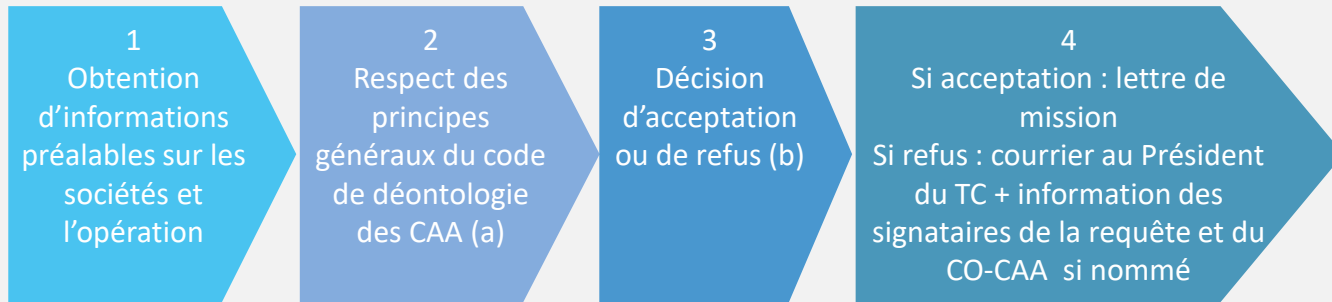 1
Obtention
d’informations
préalables sur les
sociétés et
l’opération
2
Respect des
principes
généraux du code
de déontologie
des CAA (a)
3
Décision
d’acceptation
ou de refus (b)
4
Si acceptation : lettre de
mission
Si refus : courrier au Président
du TC + information des
signataires de la requête et du
CO-CAA si nommé